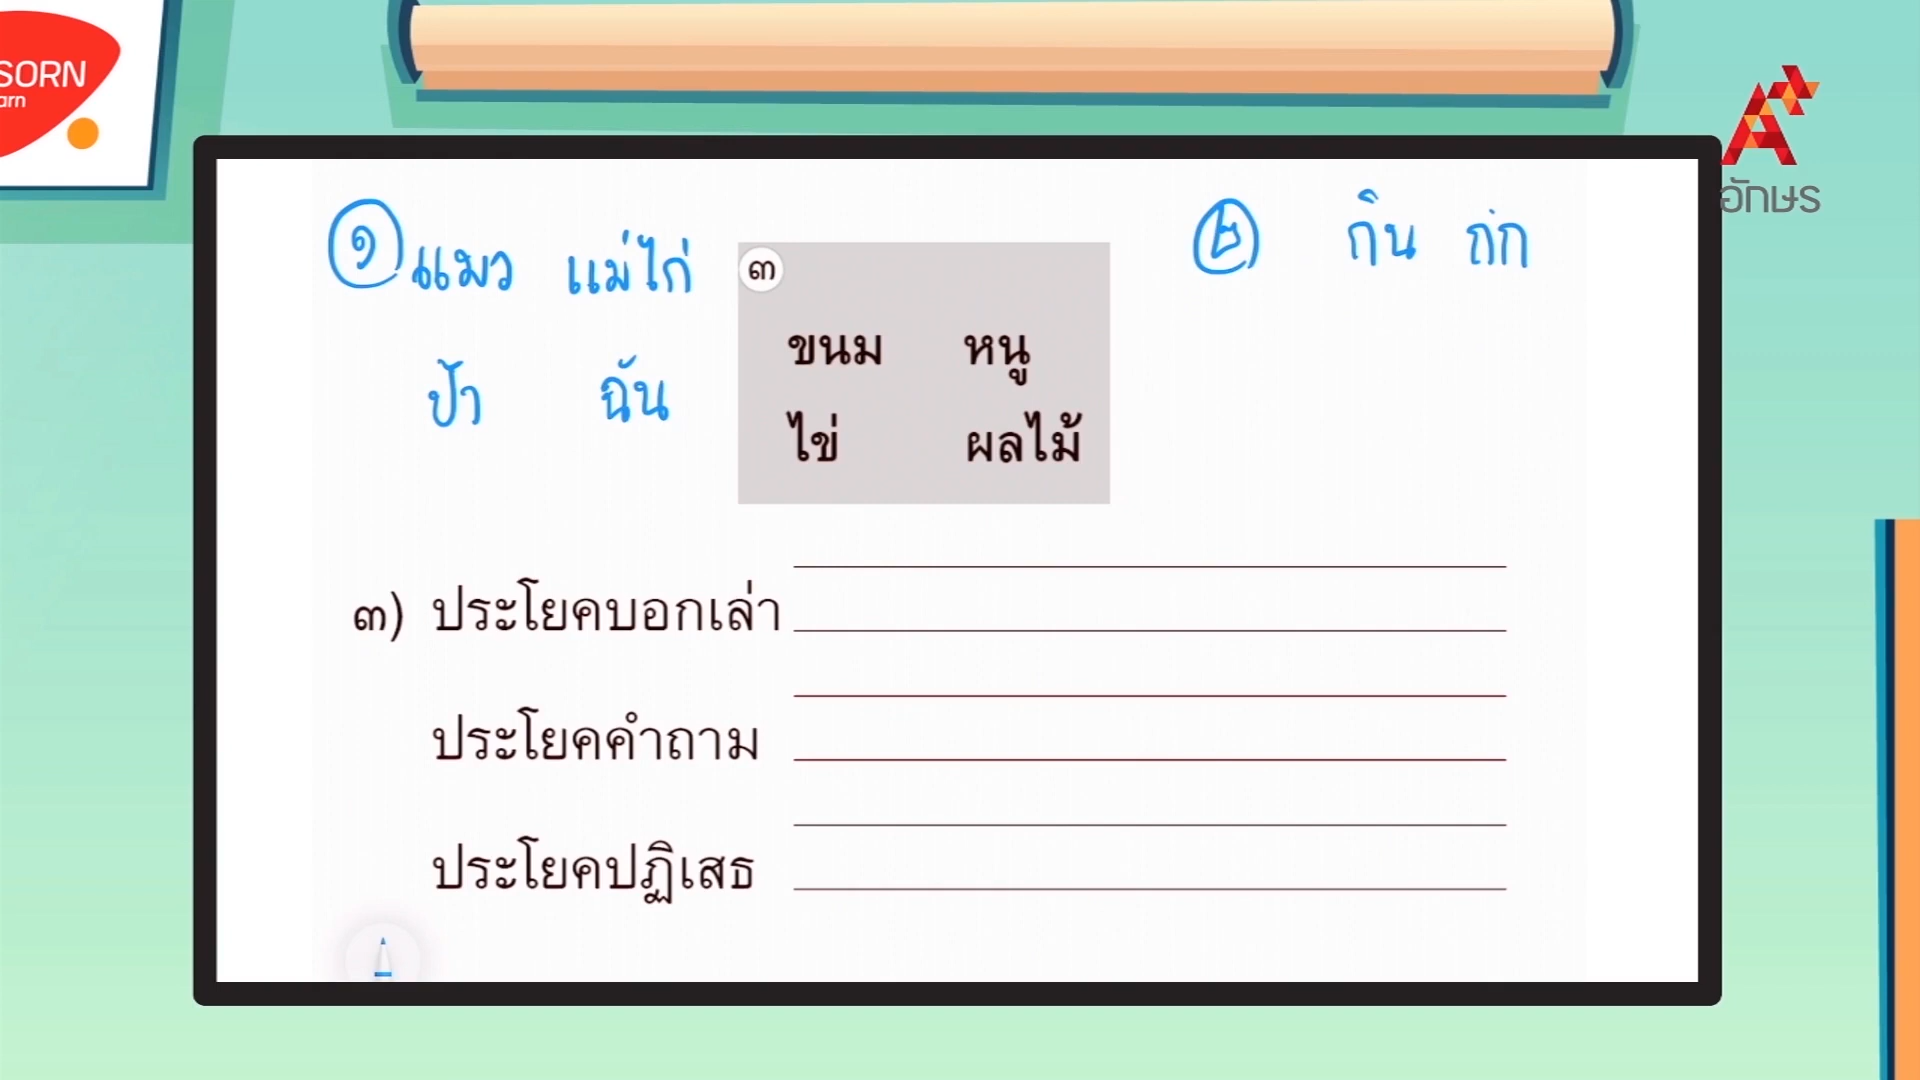 SORN
arn
อักษร
๑ แมว แม่ไก่
ป้า ฉัน
๓
ขนม หนู
ไข่ ผลไม้
๒ กิน
๓) ประโยคบอกเล่า
ประโยคคำถาม
ประโยคปฏิเสธ